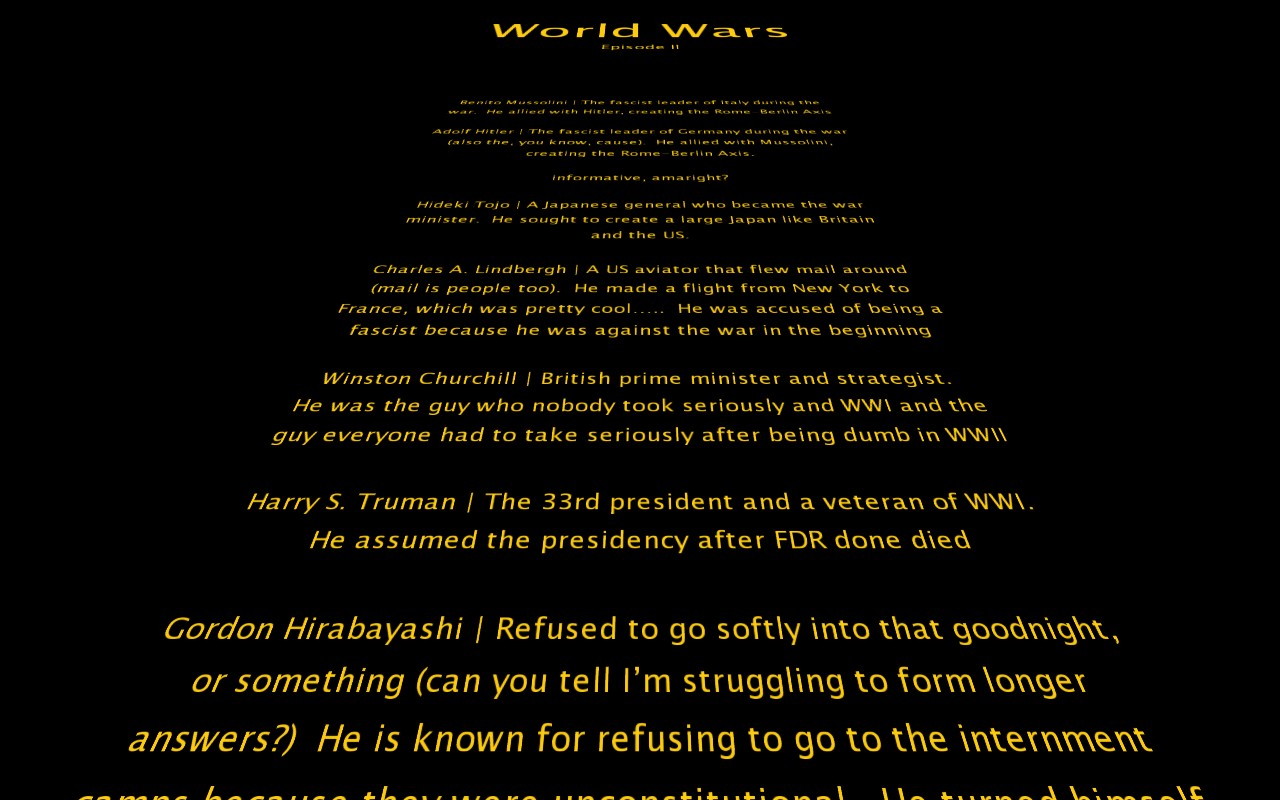 World Wars
Episode II
Benito Mussolini | The fascist leader of Italy during the
war.  He allied with Hitler, creating the Rome-Berlin Axis
Adolf Hitler | The fascist leader of Germany during the war
(also the, you know, cause).  He allied with Mussolini,
creating the Rome-Berlin Axis.
informative, amaright?
Hideki Tojo | A Japanese general who became the war
minister.  He sought to create a large Japan like Britain
and the US.
Charles A. Lindbergh | A US aviator that flew mail around
(mail is people too).  He made a flight from New York to
France, which was pretty cool.....  He was accused of being a
fascist because he was against the war in the beginning
Winston Churchill | British prime minister and strategist.
He was the guy who nobody took seriously and WWI and the
guy everyone had to take seriously after being dumb in WWII
Harry S. Truman | The 33rd president and a veteran of WWI.
He assumed the presidency after FDR done died
Gordon Hirabayashi | Refused to go softly into that goodnight,
or something (can you tell I’m struggling to form longer
answers?)  He is known for refusing to go to the internment
camps because they were unconstitutional.  He turned himself